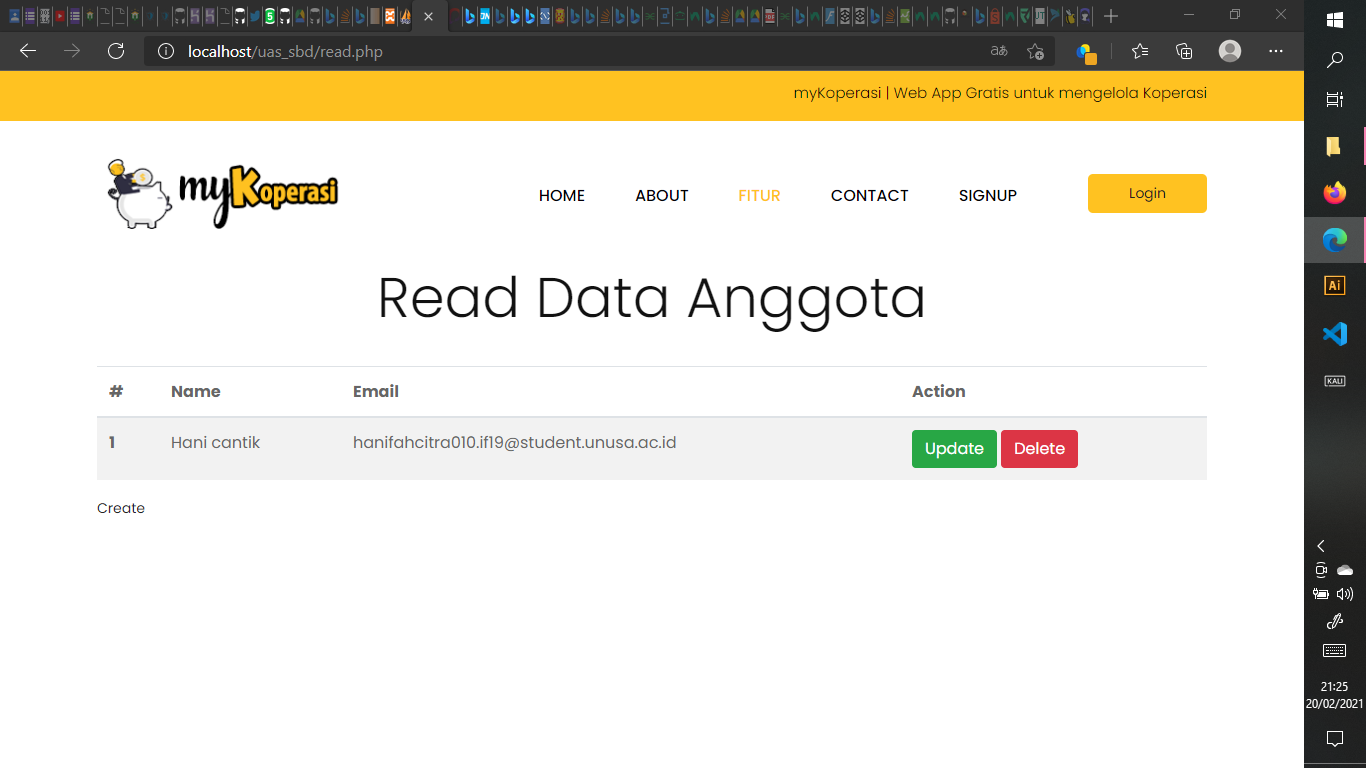 localhost/uas_sbd/read.php
myKoperasi | Web App Gratis untuk mengelola Koperasi
myKoperasi
HOME ABOUT FITUR CONTACT SIGNUP Login
Read Data Anggota
# Name Email Action
1 Hani cantik hanifahcitra010.if19@student.unusa.ac.id Update Delete
Create
Ai
KALI
21:25
20/02/2021